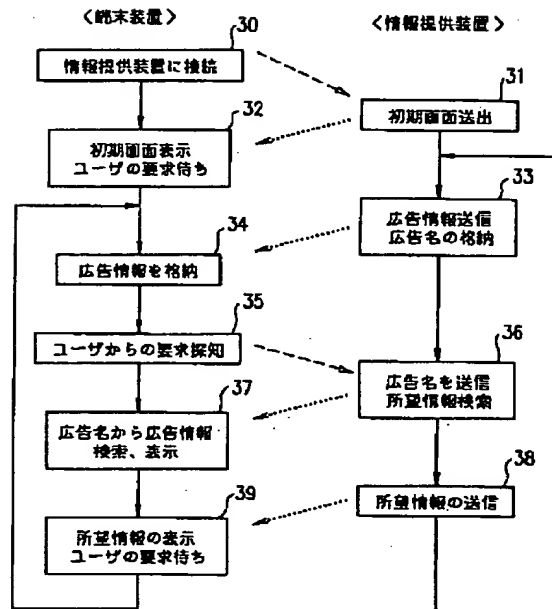 〈端末装置〉
〈情報提供装置〉
30
情報提供装置に接続
31
初期画面送出
32
初期画面表示
ユーザの要求待ち
33
広告情報送信
広告名の格納
34
広告情報を格納
35
ユーザからの要求探知
36
広告名を送信
所望情報検索
37
広告名から広告情報
検索、表示
38
所望情報の送信
39
所望情報の表示
ユーザの要求待ち